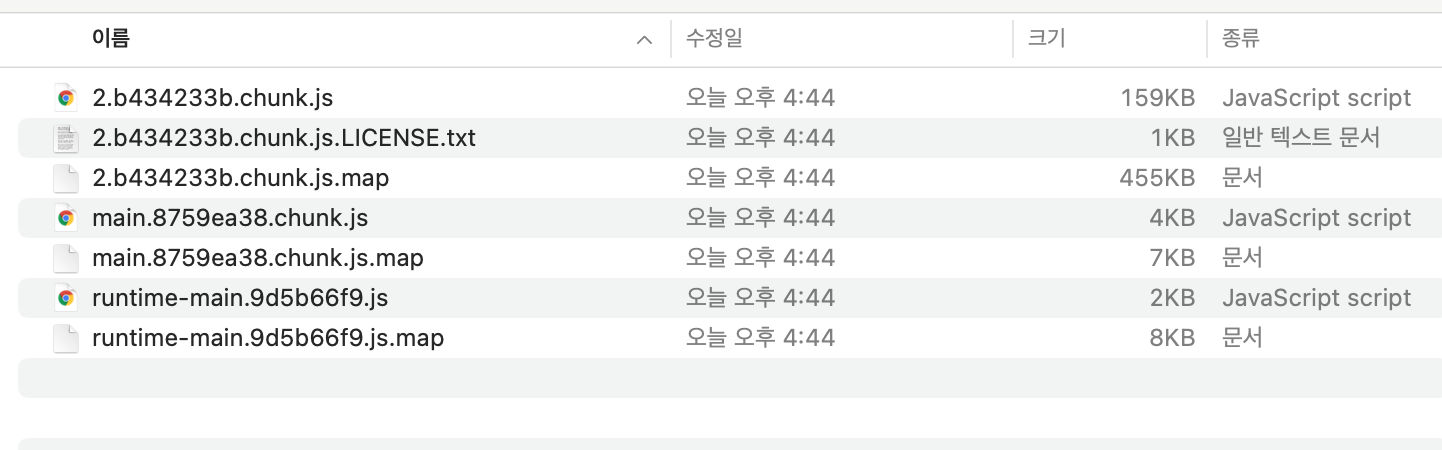 이름 수정일 크기 종류
2.b434233b.chunk.js 오늘 오후 4:44 159KB JavaScript script
2.b434233b.chunk.js.LICENSE.txt 오늘 오후 4:44 1KB 일반 텍스트 문서
2.b434233b.chunk.js.map 오늘 오후 4:44 455KB 문서
main.8759ea38.chunk.js 오늘 오후 4:44 4KB JavaScript script
main.8759ea38.chunk.js.map 오늘 오후 4:44 7KB 문서
runtime-main.9d5b66f9.js 오늘 오후 4:44 2KB JavaScript script
runtime-main.9d5b66f9.js.map 오늘 오후 4:44 8KB 문서